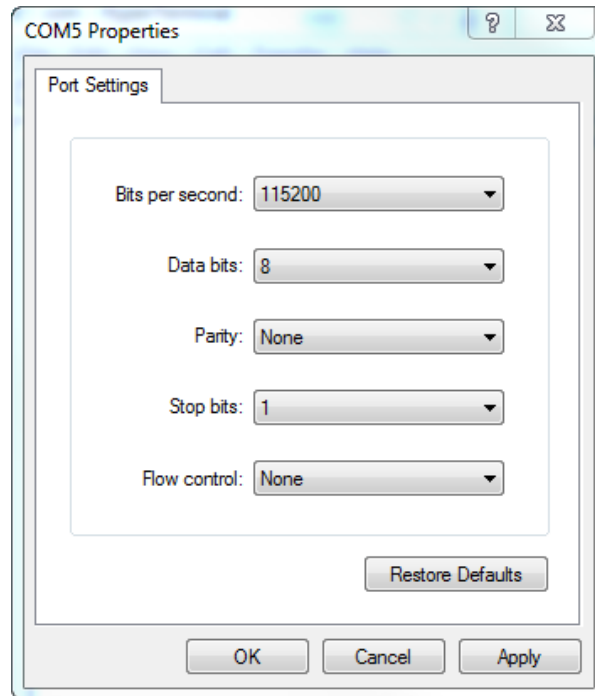 COM5 Properties
Port Settings
Bits per second: 115200
Data bits: 8
Parity: None
Stop bits: 1
Flow control: None
Restore Defaults
OK Cancel Apply